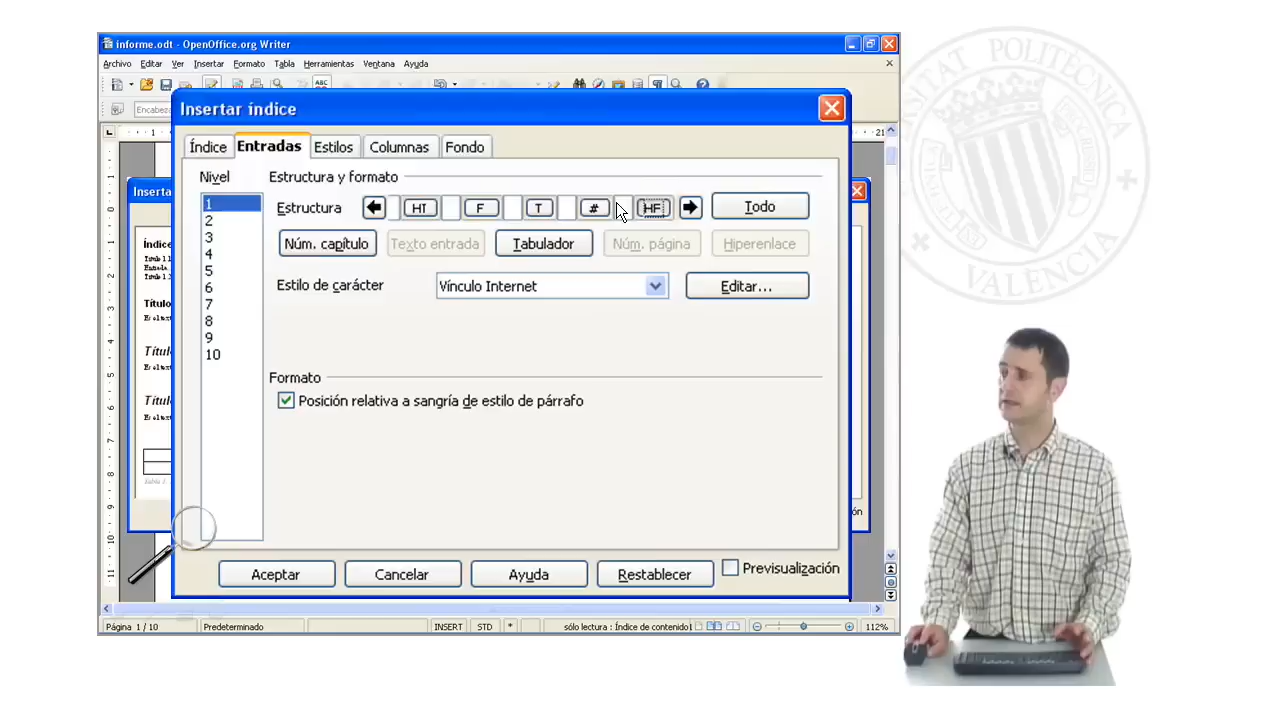 informe.odt - OpenOffice.org Writer
Archivo Editar Ver Insertar Formato Tabla Herramientas Ventana Ayuda
Insertar índice
Índice Entradas Estilos Columnas Fondo
Nivel
Estructura y formato
1
2
3
4
5
6
7
8
9
10
Estructura HI F T # HF Todo
Núm. capítulo Texto entrada Tabulador Núm. página Hiperenlace
Estilo de carácter Vínculo Internet Editar...
Formato
Posición relativa a sangría de estilo de párrafo
Aceptar Cancelar Ayuda Restablecer Previsualización
Página 1 / 10 Predeterminado INSERT STD * sólo lectura : Índice de contenido1 112%
POLITÈCNICA
VALÈNCIA